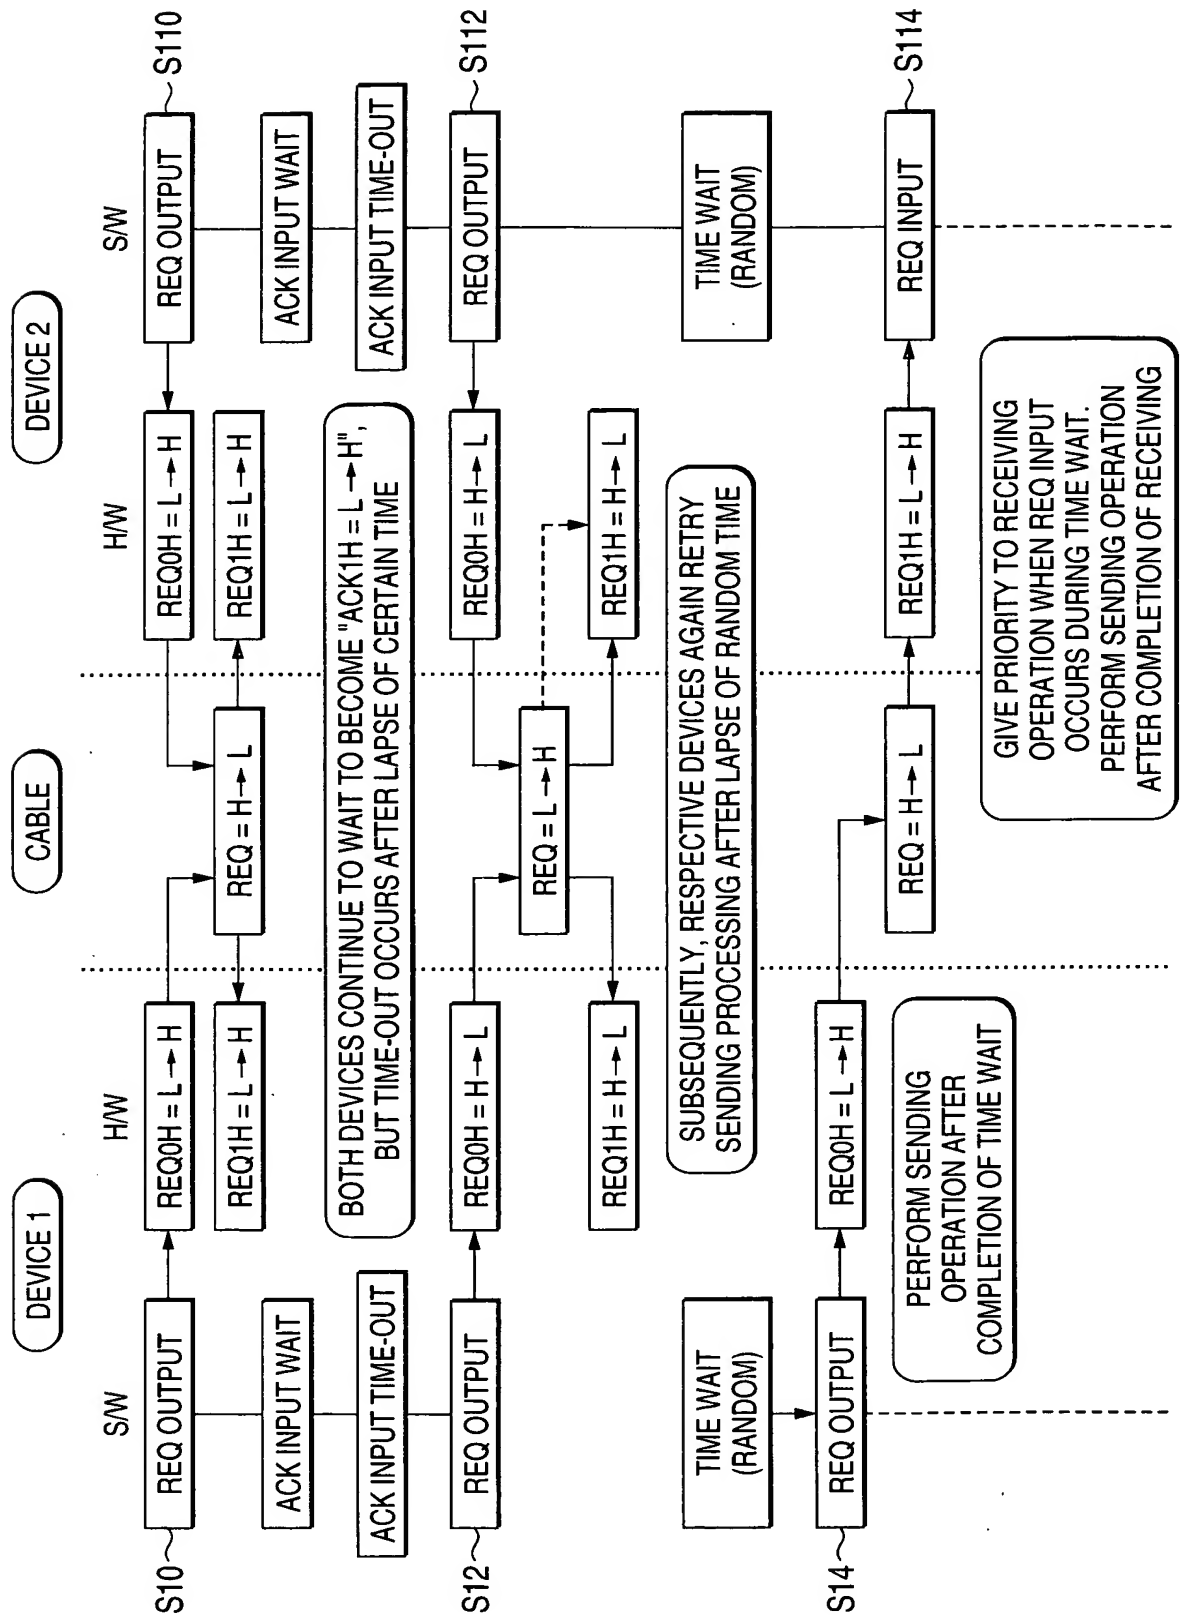 DEVICE 1
CABLE
DEVICE 2
S/W
H/W
H/W
S/W
S10
REQ OUTPUT
REQ0H = L → H
REQ0H = L → H
REQ OUTPUT
S110
REQ1H = L → H
REQ = H → L
REQ1H = L → H
ACK INPUT WAIT
ACK INPUT WAIT
BOTH DEVICES CONTINUE TO WAIT TO BECOME "ACK1H = L → H",
BUT TIME-OUT OCCURS AFTER LAPSE OF CERTAIN TIME
ACK INPUT TIME-OUT
ACK INPUT TIME-OUT
S12
REQ OUTPUT
REQ0H = H → L
REQ0H = H → L
REQ OUTPUT
S112
REQ = L → H
REQ1H = H → L
REQ1H = H → L
SUBSEQUENTLY, RESPECTIVE DEVICES AGAIN RETRY
SENDING PROCESSING AFTER LAPSE OF RANDOM TIME
TIME WAIT
(RANDOM)
TIME WAIT
(RANDOM)
S14
REQ OUTPUT
REQ0H = L → H
REQ = H → L
REQ1H = L → H
REQ INPUT
S114
PERFORM SENDING
OPERATION AFTER
COMPLETION OF TIME WAIT
GIVE PRIORITY TO RECEIVING
OPERATION WHEN REQ INPUT
OCCURS DURING TIME WAIT.
PERFORM SENDING OPERATION
AFTER COMPLETION OF RECEIVING